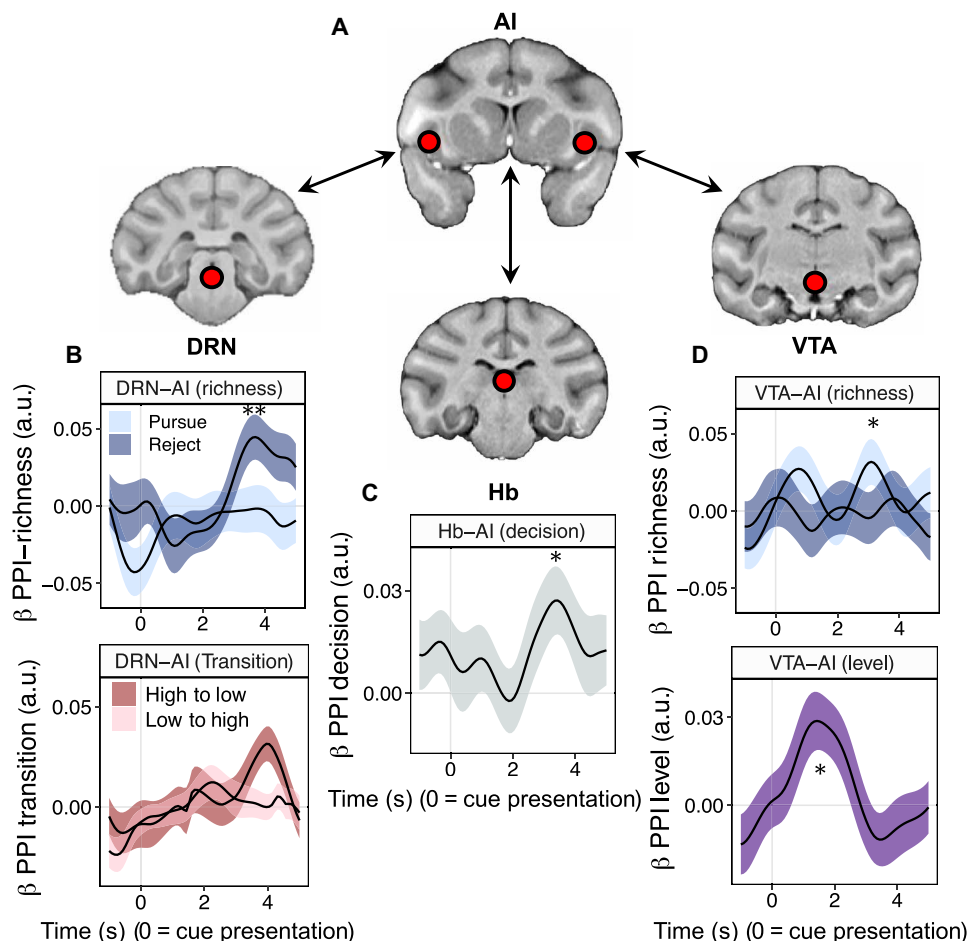 A
AI
DRN
VTA
Hb
B
DRN–AI (richness)
Pursue
Reject
**
0.05
0.00
−0.05
β PPI–richness (a.u.)
0
2
4
DRN–AI (Transition)
High to low
Low to high
0.05
0.00
β PPI transition (a.u.)
0
2
4
Time (s) (0 = cue presentation)
C
Hb–AI (decision)
*
0.03
0.00
β PPI decision (a.u.)
0
2
4
Time (s) (0 = cue presentation)
D
VTA–AI (richness)
*
0.05
0.00
−0.05
β PPI richness (a.u.)
0
2
4
VTA–AI (level)
*
0.03
0.00
β PPI level (a.u.)
0
2
4
Time (s) (0 = cue presentation)